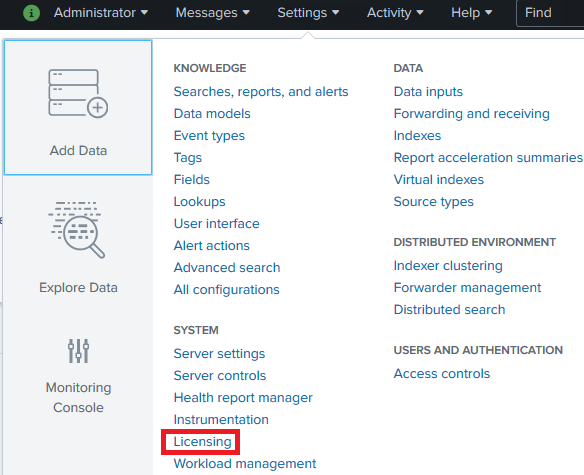 i Administrator Messages Settings Activity Help Find
Add Data
Explore Data
Monitoring
Console
KNOWLEDGE
Searches, reports, and alerts
Data models
Event types
Tags
Fields
Lookups
User interface
Alert actions
Advanced search
All configurations
SYSTEM
Server settings
Server controls
Health report manager
Instrumentation
Licensing
Workload management
DATA
Data inputs
Forwarding and receiving
Indexes
Report acceleration summaries
Virtual indexes
Source types
DISTRIBUTED ENVIRONMENT
Indexer clustering
Forwarder management
Distributed search
USERS AND AUTHENTICATION
Access controls